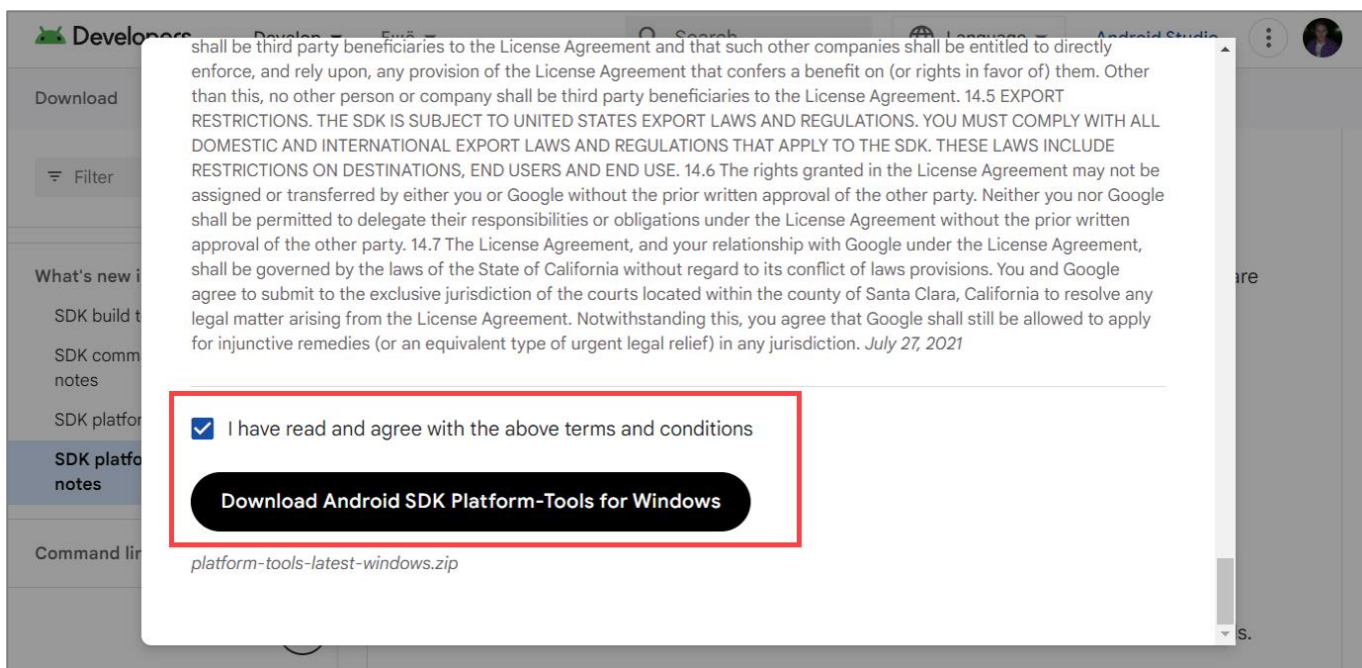 Developers
Develop
Ещё
Search
Language
Android Studio
Download
Filter
What's new i
SDK build t
SDK comm
notes
SDK platfor
SDK platfo
notes
Command lin
shall be third party beneficiaries to the License Agreement and that such other companies shall be entitled to directly
enforce, and rely upon, any provision of the License Agreement that confers a benefit on (or rights in favor of) them. Other
than this, no other person or company shall be third party beneficiaries to the License Agreement. 14.5 EXPORT
RESTRICTIONS. THE SDK IS SUBJECT TO UNITED STATES EXPORT LAWS AND REGULATIONS. YOU MUST COMPLY WITH ALL
DOMESTIC AND INTERNATIONAL EXPORT LAWS AND REGULATIONS THAT APPLY TO THE SDK. THESE LAWS INCLUDE
RESTRICTIONS ON DESTINATIONS, END USERS AND END USE. 14.6 The rights granted in the License Agreement may not be
assigned or transferred by either you or Google without the prior written approval of the other party. Neither you nor Google
shall be permitted to delegate their responsibilities or obligations under the License Agreement without the prior written
approval of the other party. 14.7 The License Agreement, and your relationship with Google under the License Agreement,
shall be governed by the laws of the State of California without regard to its conflict of laws provisions. You and Google
agree to submit to the exclusive jurisdiction of the courts located within the county of Santa Clara, California to resolve any
legal matter arising from the License Agreement. Notwithstanding this, you agree that Google shall still be allowed to apply
for injunctive remedies (or an equivalent type of urgent legal relief) in any jurisdiction. July 27, 2021
I have read and agree with the above terms and conditions
Download Android SDK Platform-Tools for Windows
platform-tools-latest-windows.zip
are
s.